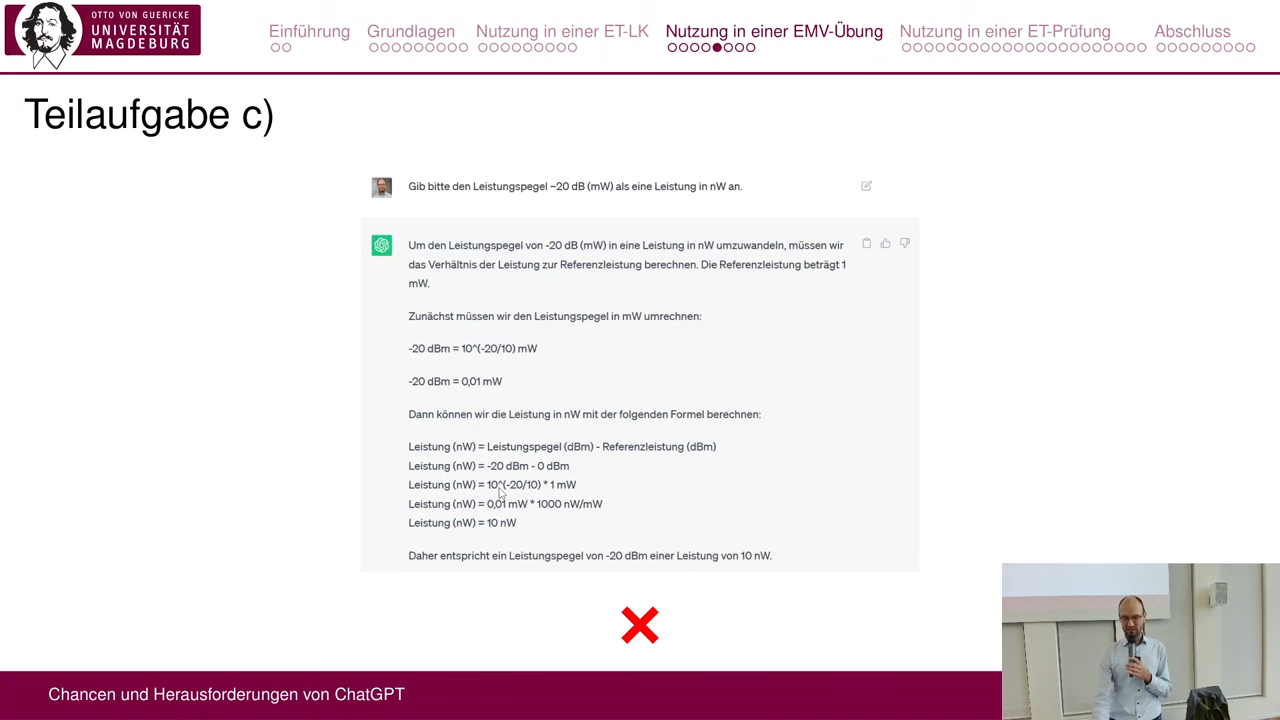 OTTO VON GUERICKE
UNIVERSITÄT
MAGDEBURG
Einführung
Grundlagen
Nutzung in einer ET-LK
Nutzung in einer EMV-Übung
Nutzung in einer ET-Prüfung
Abschluss
Teilaufgabe c)
Gib bitte den Leistungspegel −20 dB (mW) als eine Leistung in nW an.
Um den Leistungspegel von -20 dB (mW) in eine Leistung in nW umzuwandeln, müssen wir
das Verhältnis der Leistung zur Referenzleistung berechnen. Die Referenzleistung beträgt 1
mW.
Zunächst müssen wir den Leistungspegel in mW umrechnen:
-20 dBm = 10^(-20/10) mW
-20 dBm = 0,01 mW
Dann können wir die Leistung in nW mit der folgenden Formel berechnen:
Leistung (nW) = Leistungspegel (dBm) - Referenzleistung (dBm)
Leistung (nW) = -20 dBm - 0 dBm
Leistung (nW) = 10^(-20/10) * 1 mW
Leistung (nW) = 0,01 mW * 1000 nW/mW
Leistung (nW) = 10 nW
Daher entspricht ein Leistungspegel von -20 dBm einer Leistung von 10 nW.
Chancen und Herausforderungen von ChatGPT